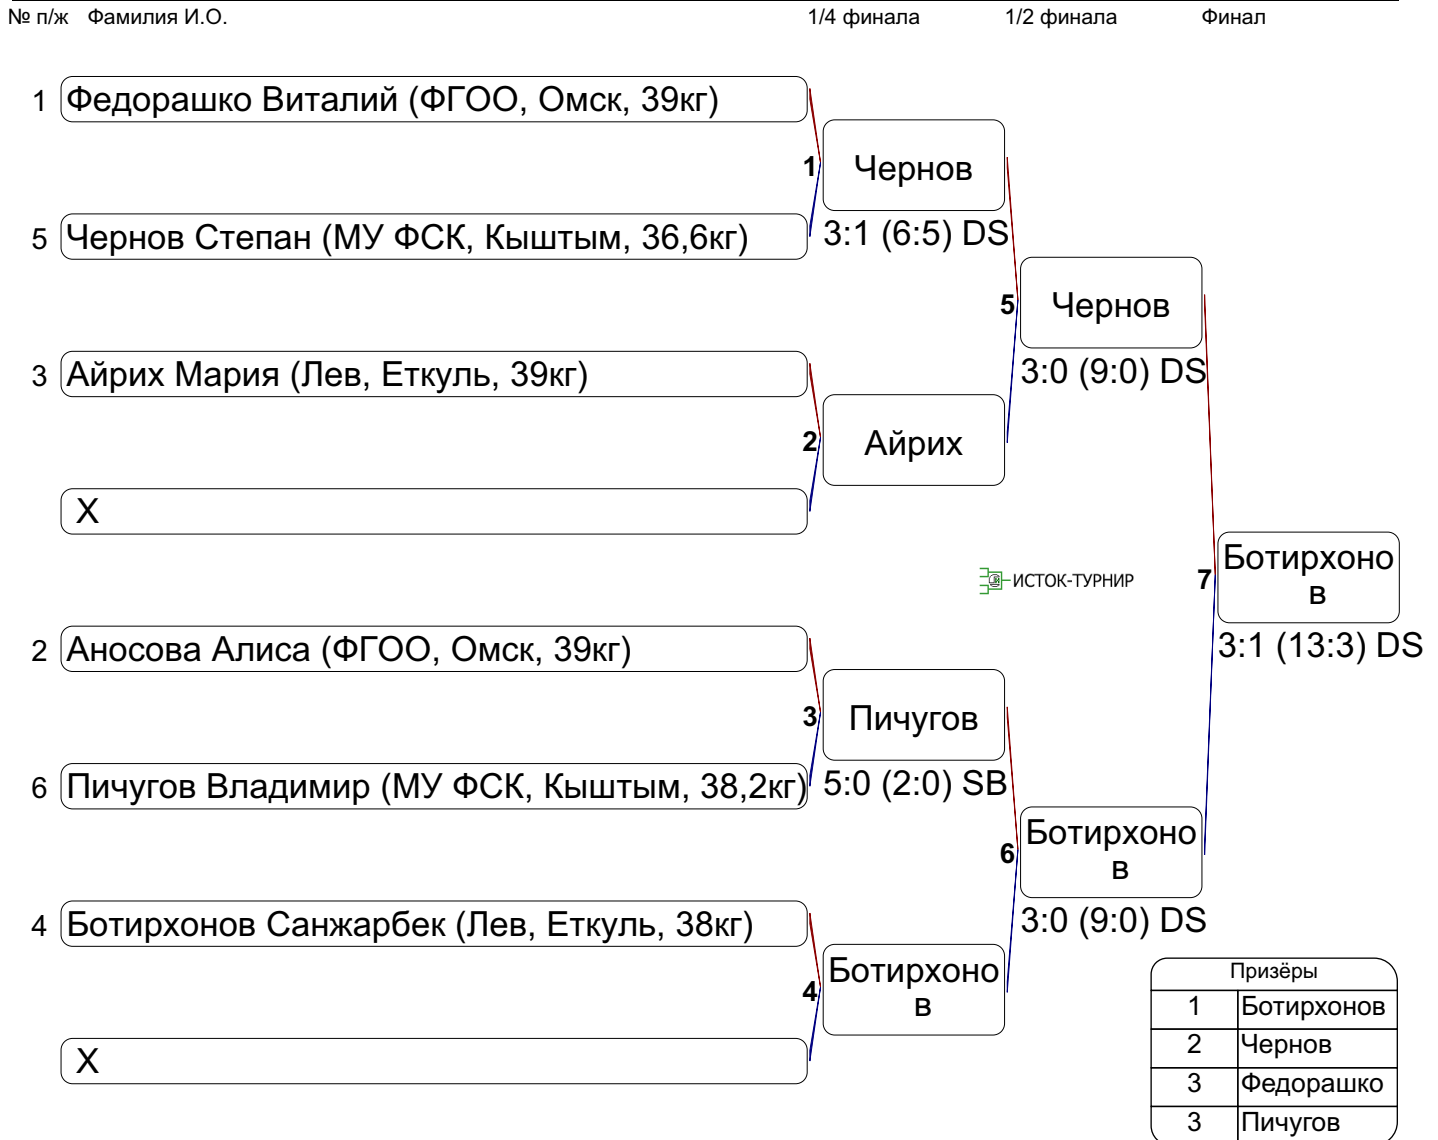 № п/ж Фамилия И.О. 1/4 финала 1/2 финала Финал
1 Федорашко Виталий (ФГОО, Омск, 39кг)
1 Чернов
5 Чернов Степан (МУ ФСК, Кыштым, 36,6кг) 3:1 (6:5) DS
5 Чернов
3 Айрих Мария (Лев, Еткуль, 39кг) 3:0 (9:0) DS
2 Айрих
X
ИСТОК-ТУРНИР
7 Ботирхоно
в
2 Аносова Алиса (ФГОО, Омск, 39кг) 3:1 (13:3) DS
3 Пичугов
6 Пичугов Владимир (МУ ФСК, Кыштым, 38,2кг) 5:0 (2:0) SB
6 Ботирхоно
в
4 Ботирхонов Санжарбек (Лев, Еткуль, 38кг) 3:0 (9:0) DS
4 Ботирхоно
в
X
Призёры
1 Ботирхонов
2 Чернов
3 Федорашко
3 Пичугов